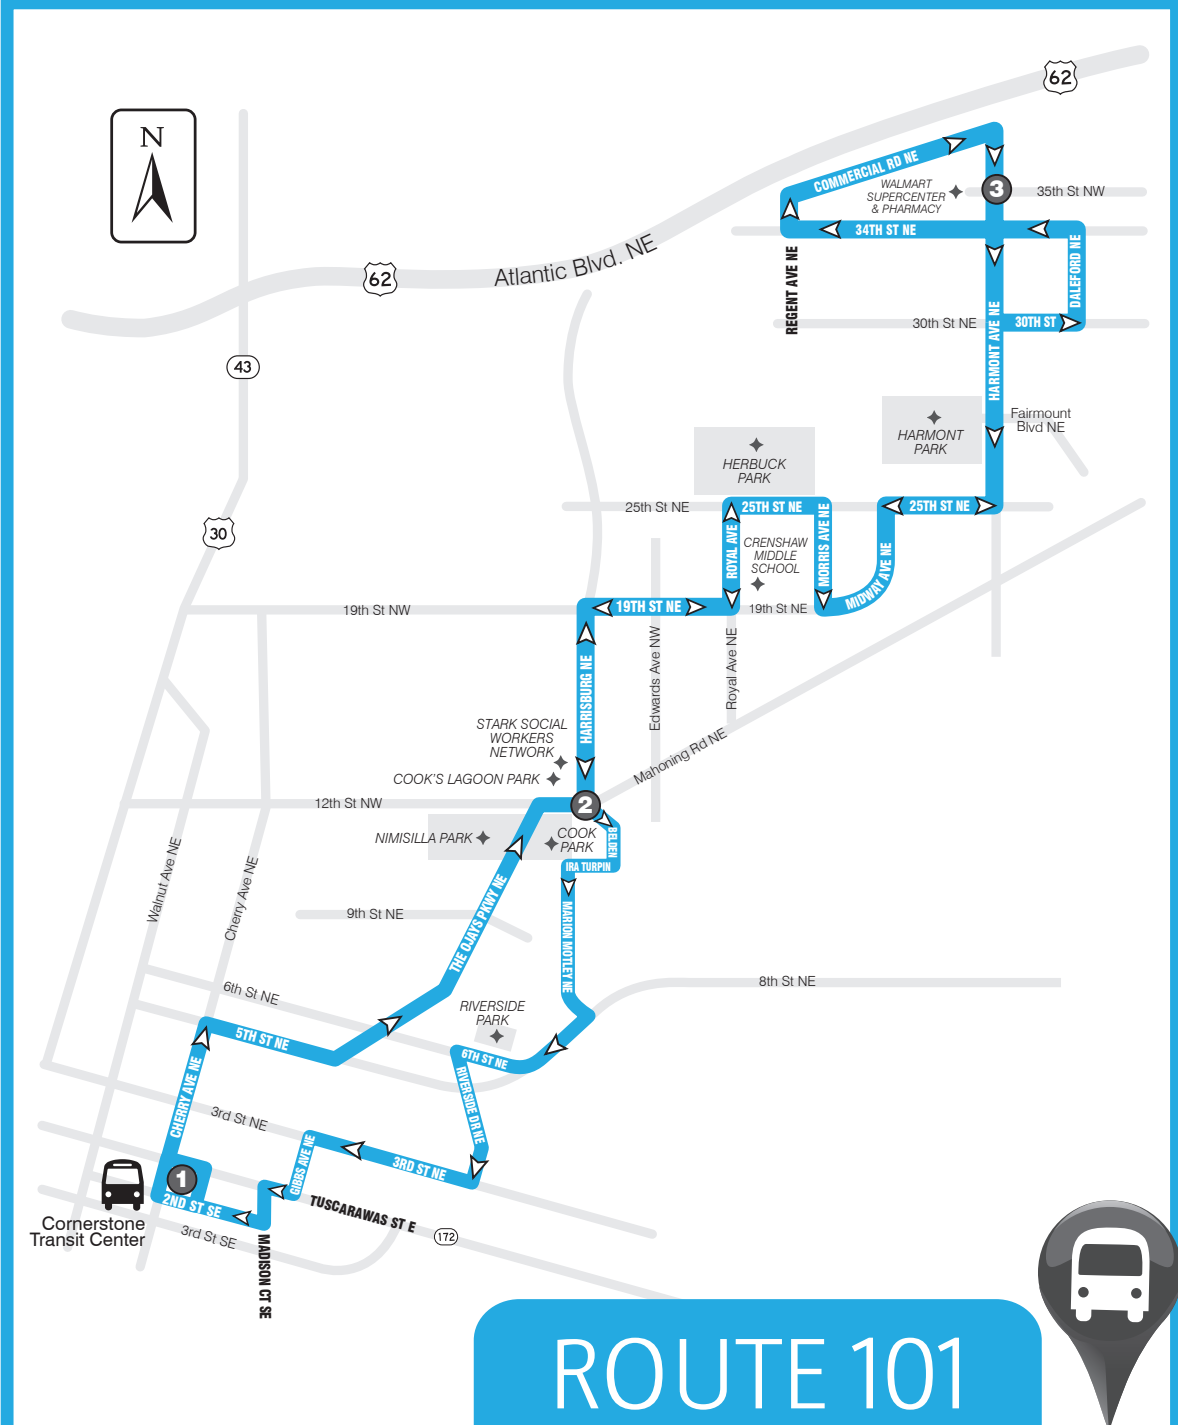 62
N
COMMERCIAL RD NE
WALMART
SUPERCENTER
& PHARMACY
3
35th St NW
34TH ST NE
Atlantic Blvd. NE
62
REGENT AVE NE
DALEFORD NE
30th St NE
30TH ST
HARMONT AVE NE
43
Fairmount
Blvd NE
HARMONT
PARK
HERBUCK
PARK
25th St NE
25TH ST NE
25TH ST NE
30
ROYAL AVE
CRENSHAW
MIDDLE
SCHOOL
MORRIS AVE NE
MIDWAY AVE NE
19th St NW
19TH ST NE
19th St NE
HARRISBURG NE
Edwards Ave NW
Royal Ave NE
STARK SOCIAL
WORKERS
NETWORK
COOK'S LAGOON PARK
Mahoning Rd NE
12th St NW
2
NIMISILLA PARK
COOK
PARK
BELDEN
IRA TURPIN
Walnut Ave NE
Cherry Ave NE
THE OJAYS PKWY NE
MARION MOTLEY NE
9th St NE
8th St NE
6th St NE
RIVERSIDE
PARK
5TH ST NE
6TH ST NE
CHERRY AVE NE
RIVERSIDE DR NE
3rd St NE
GIBBS AVE NE
3RD ST NE
1
2ND ST SE
TUSCARAWAS ST E
172
Cornerstone
Transit Center
3rd St SE
MADISON CT SE
ROUTE 101